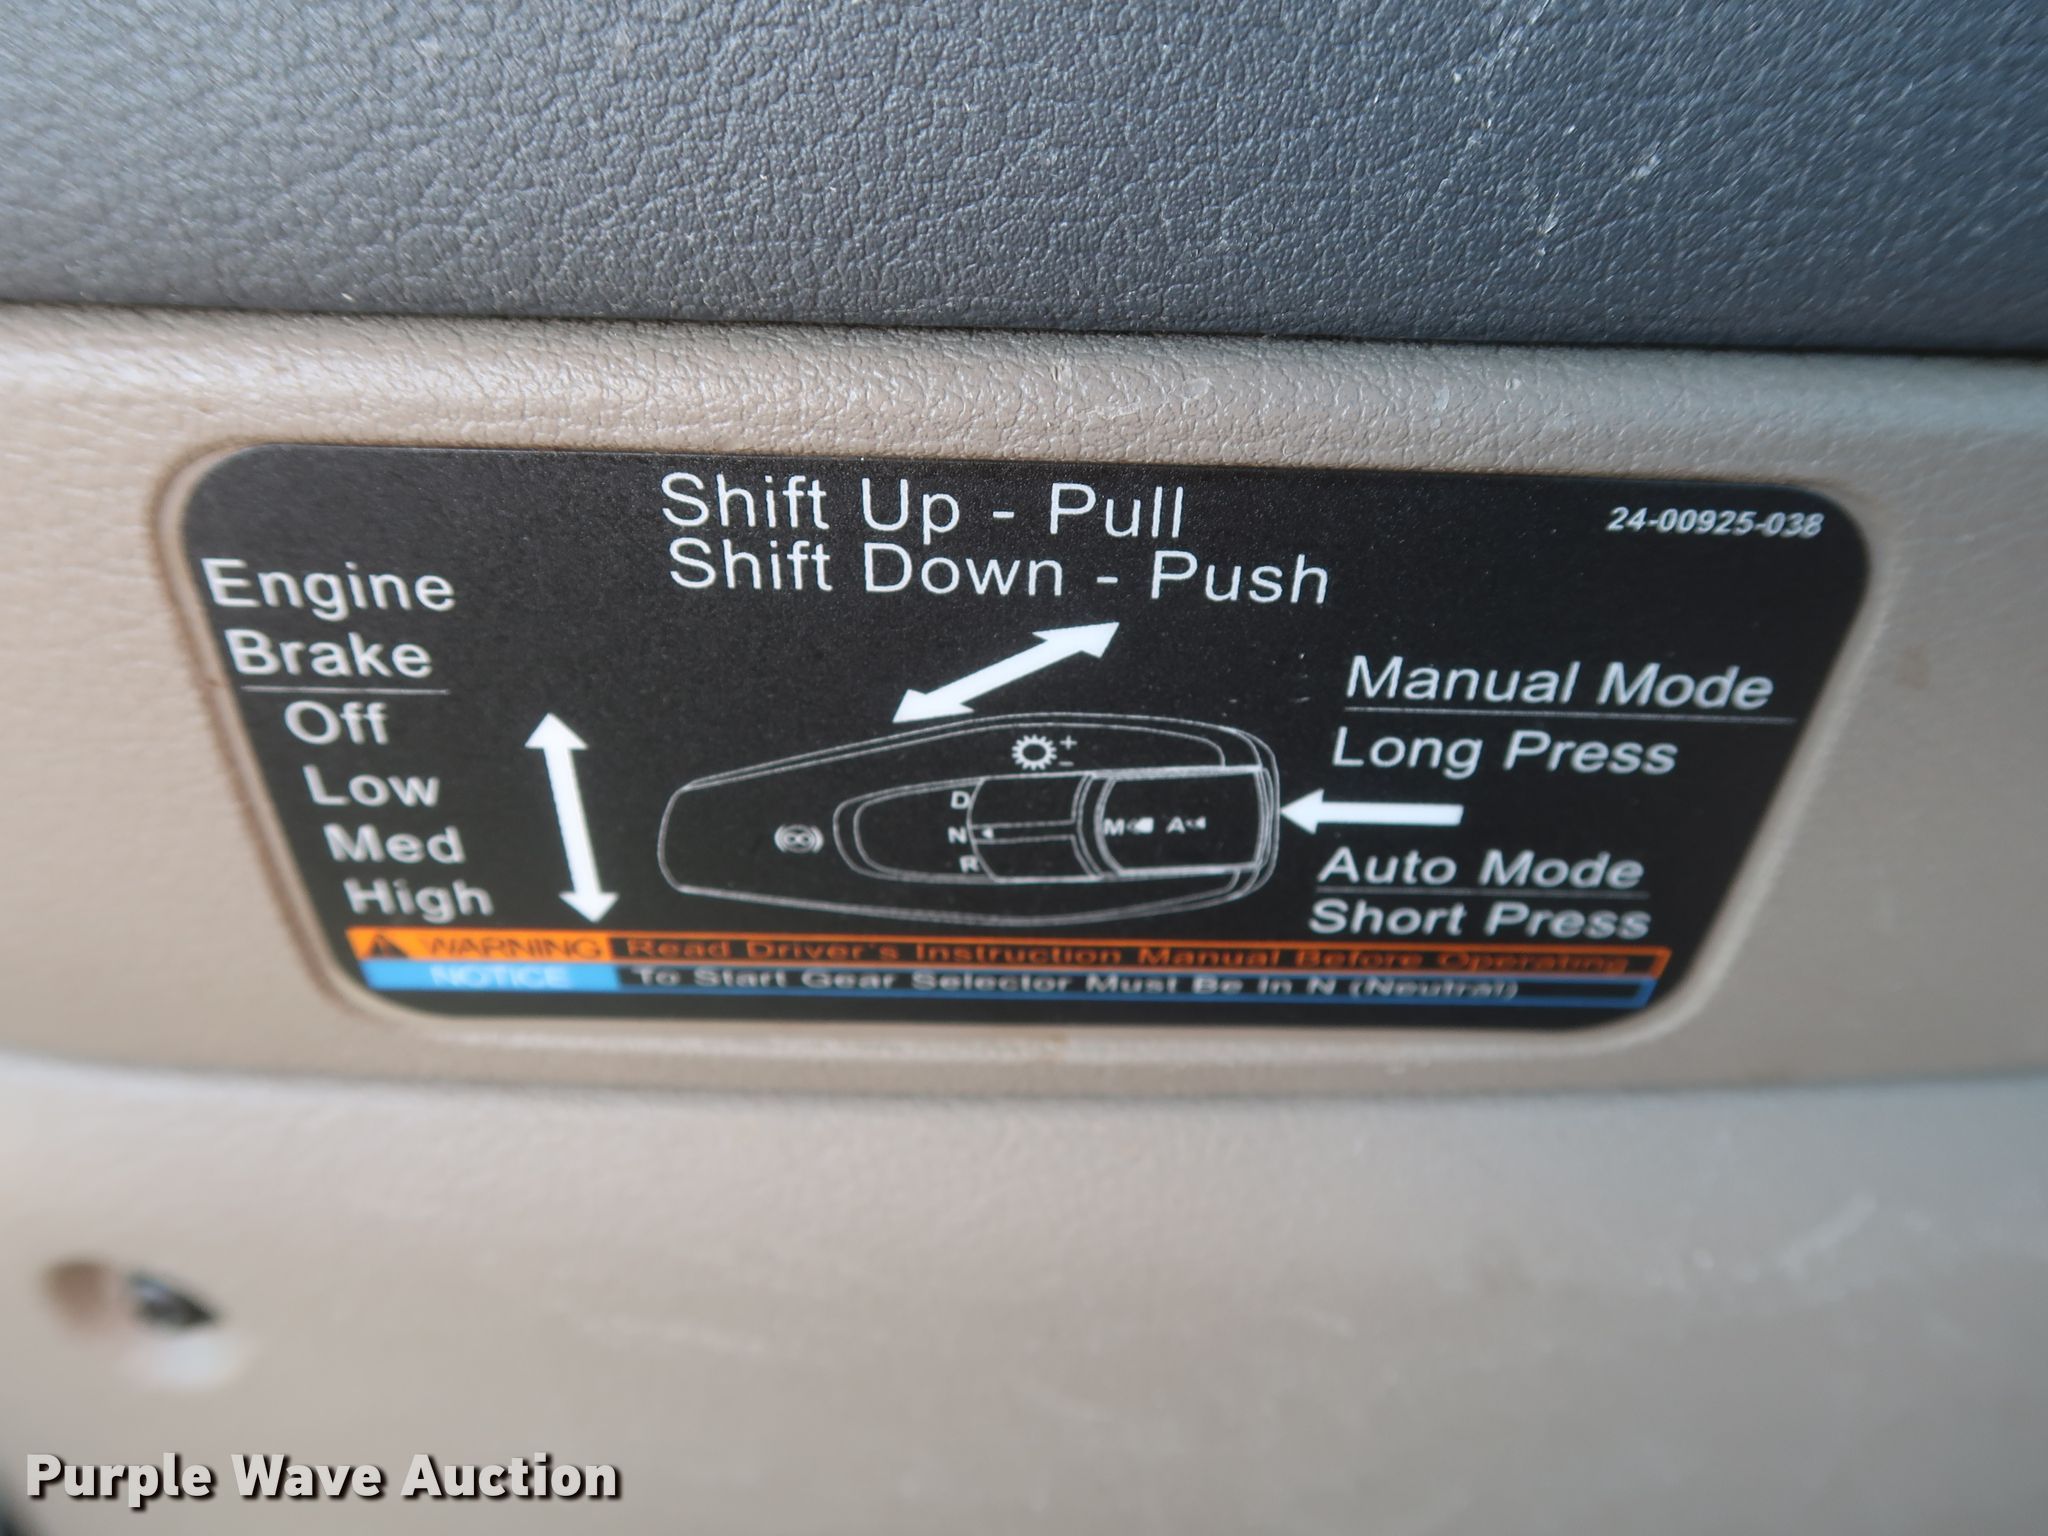 Shift Up - Pull
Shift Down - Push
24-00925-038
Engine
Brake
Off
Low
Med
High
Manual Mode
Long Press
Auto Mode
Short Press
+
-
D
N
R
M A
WARNING Read Driver's Instruction Manual Before Operating
NOTICE To Start Gear Selector Must Be In N (Neutral)
Purple Wave Auction